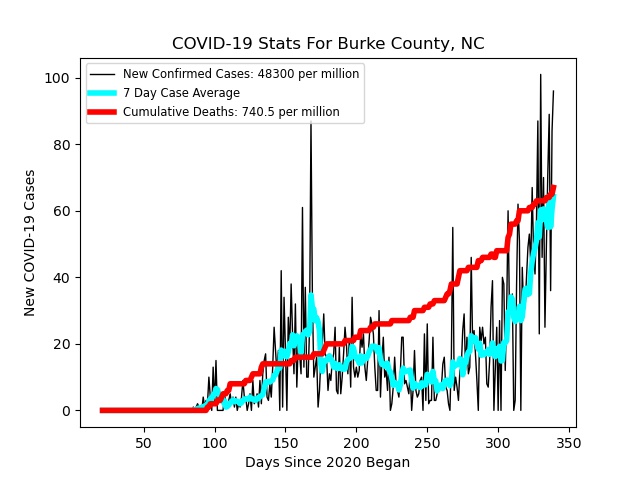 COVID-19 Stats For Burke County, NC
New Confirmed Cases: 48300 per million
7 Day Case Average
Cumulative Deaths: 740.5 per million
New COVID-19 Cases
100
80
60
40
20
0
50
100
150
200
250
300
350
Days Since 2020 Began